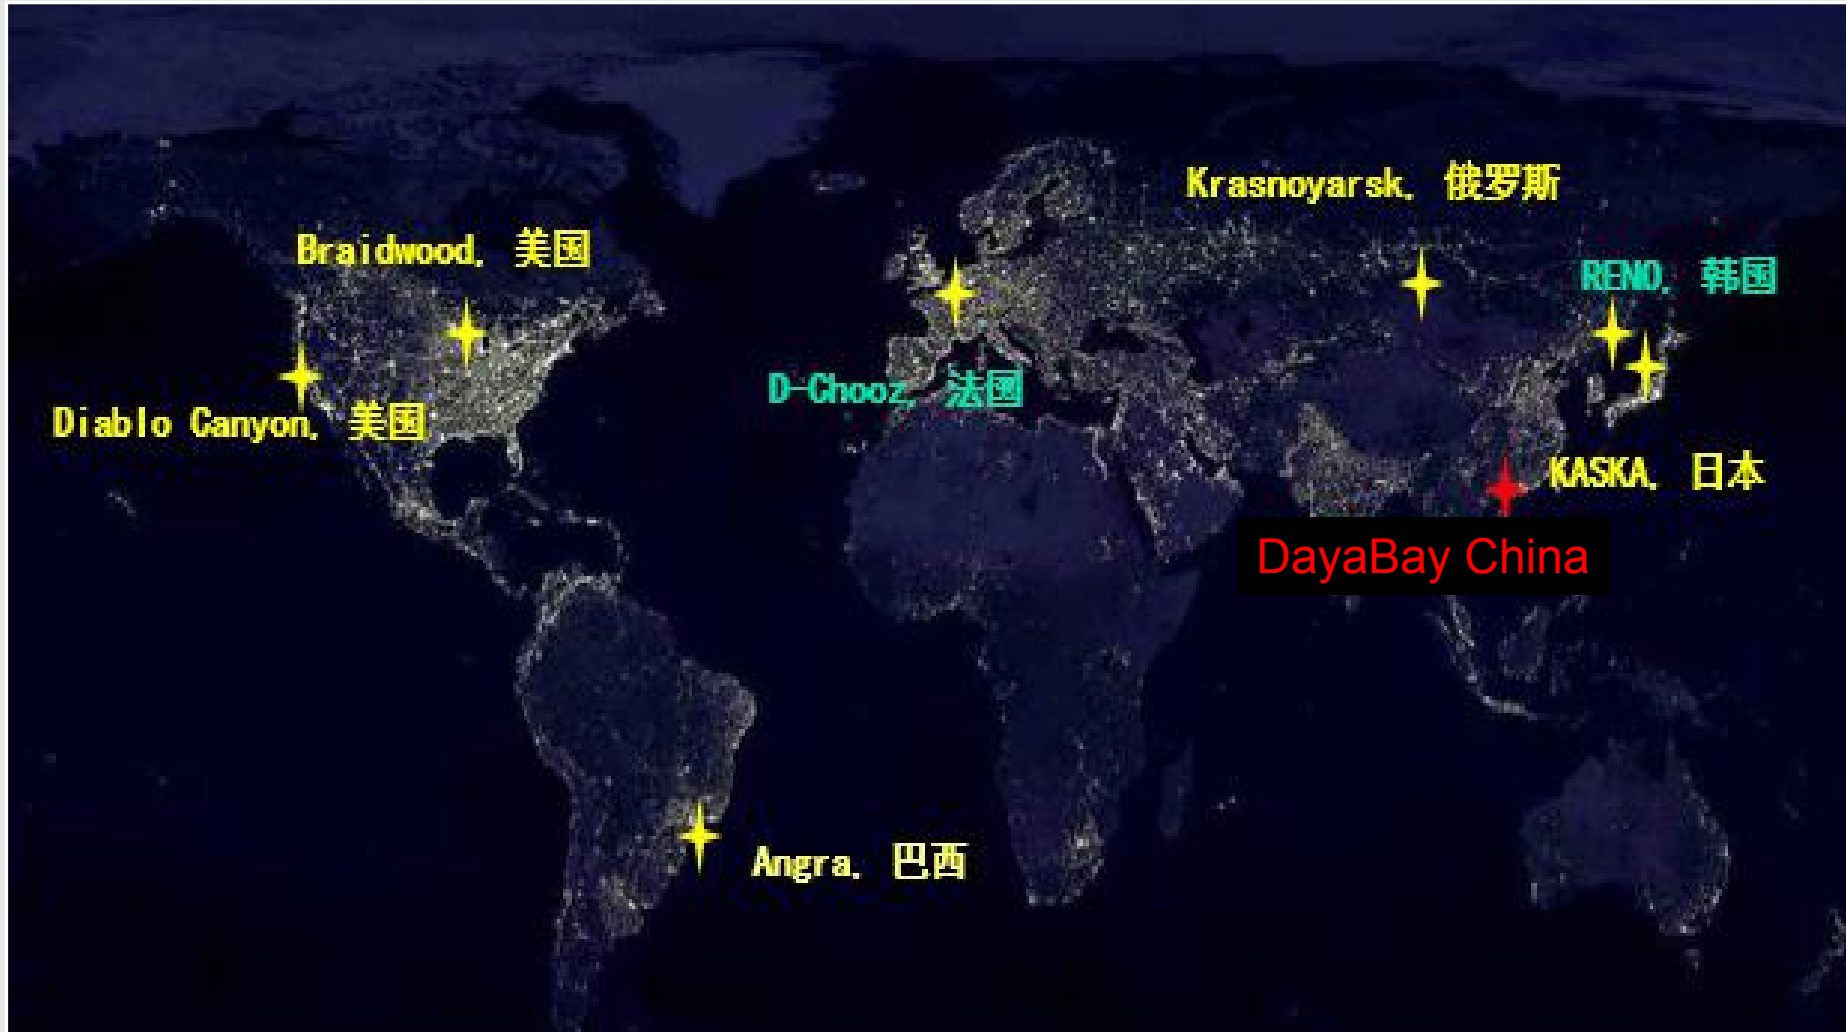 Krasnoyarsk, 俄罗斯
Braidwood, 美国
RENO, 韩国
D-Chooz, 法国
Diablo Canyon, 美国
KASKA, 日本
DayaBay China
Angra, 巴西